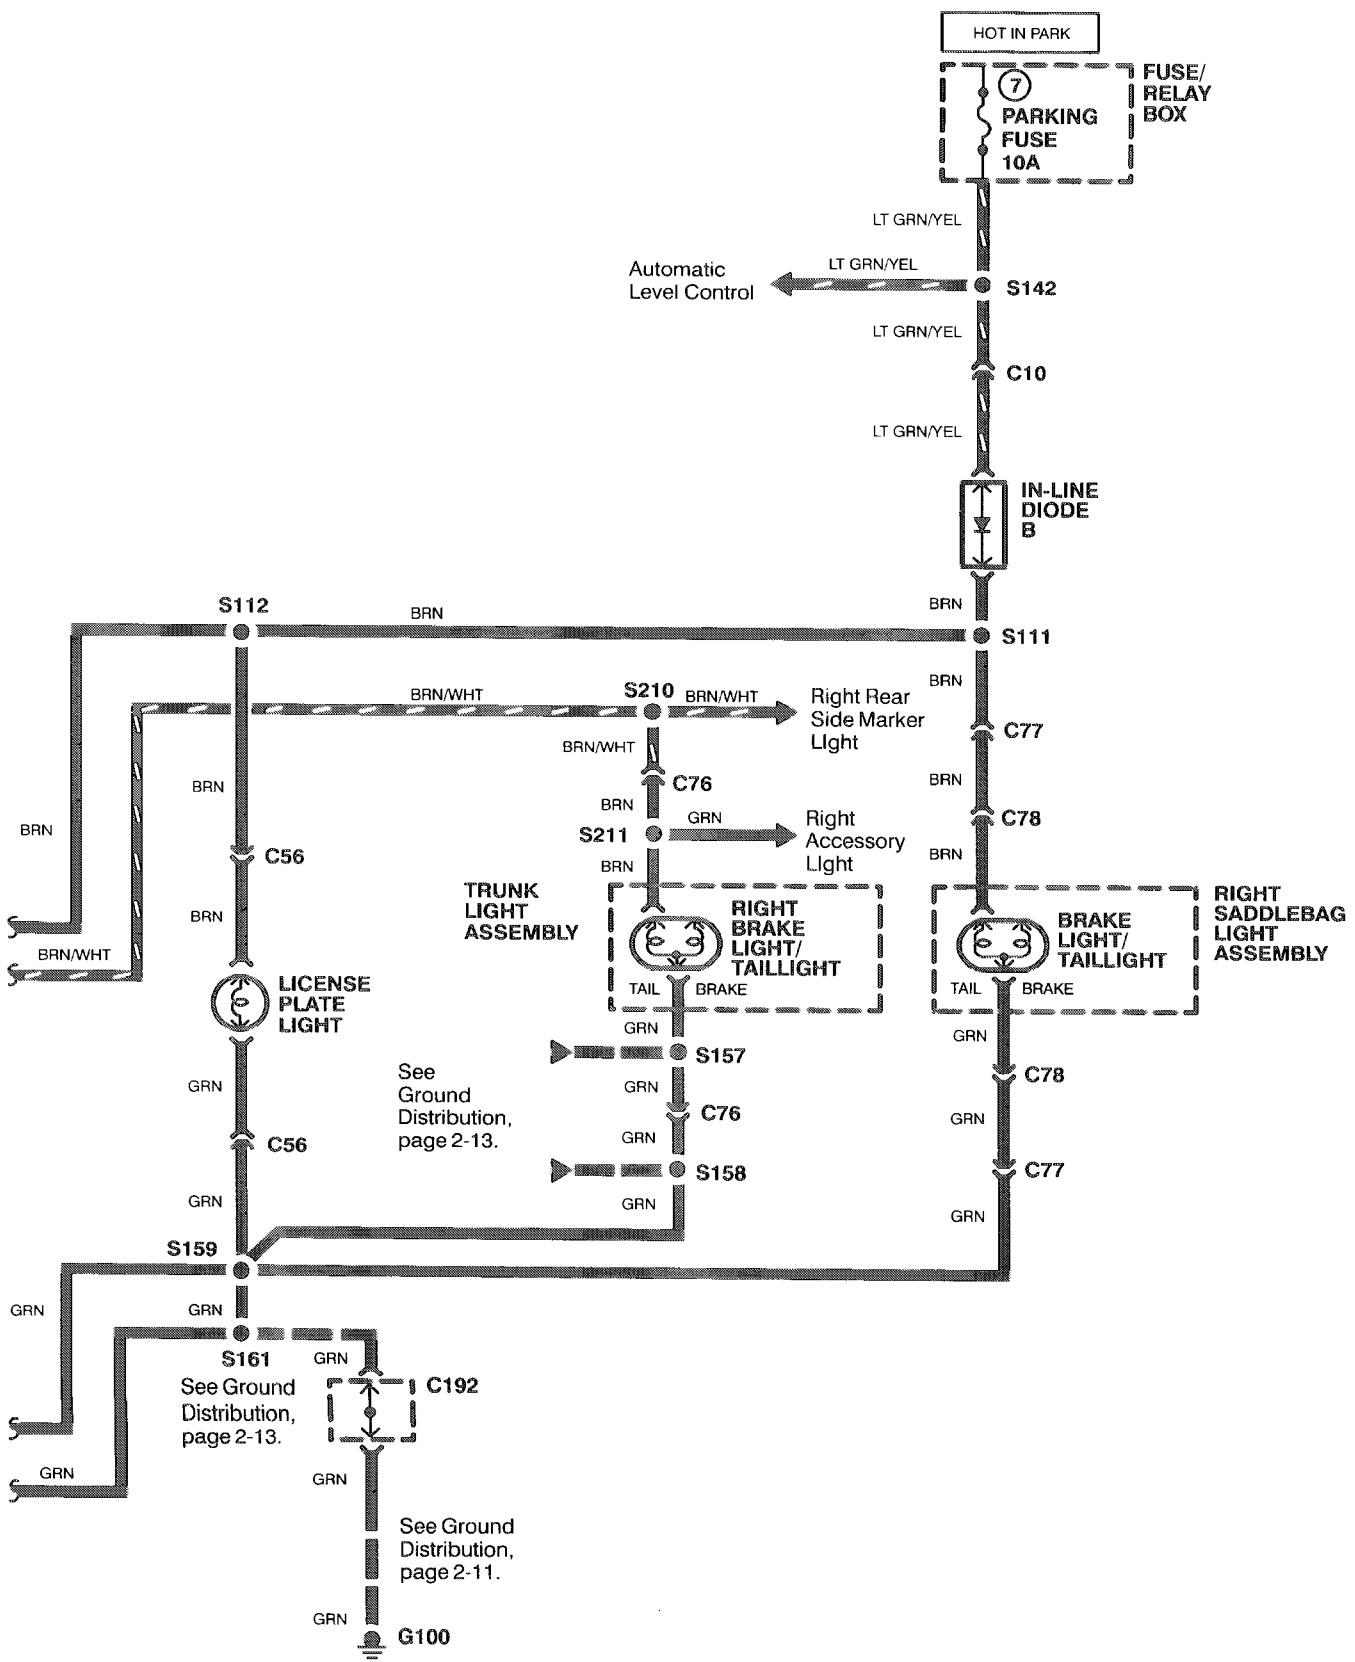 HOT IN PARK
7
PARKING
FUSE
10A
FUSE/
RELAY
BOX
LT GRN/YEL
Automatic
Level Control
LT GRN/YEL
S142
LT GRN/YEL
C10
LT GRN/YEL
IN-LINE
DIODE
B
S112
BRN
BRN
S111
BRN/WHT
S210
BRN/WHT
Right Rear
Side Marker
Light
BRN
C77
BRN/WHT
C76
BRN
BRN
BRN
BRN
S211
GRN
Right
Accessory
Light
C78
BRN
C56
BRN
BRN
TRUNK
LIGHT
ASSEMBLY
RIGHT
BRAKE
LIGHT/
TAILLIGHT
BRAKE
LIGHT/
TAILLIGHT
RIGHT
SADDLEBAG
LIGHT
ASSEMBLY
BRN
BRN/WHT
LICENSE
PLATE
LIGHT
TAIL
BRAKE
TAIL
BRAKE
GRN
S157
GRN
C78
See
Ground
Distribution,
page 2-13.
GRN
GRN
C76
GRN
C56
GRN
S158
C77
GRN
GRN
GRN
S159
GRN
GRN
S161
GRN
See Ground
Distribution,
page 2-13.
C192
GRN
GRN
See Ground
Distribution,
page 2-11.
GRN
G100